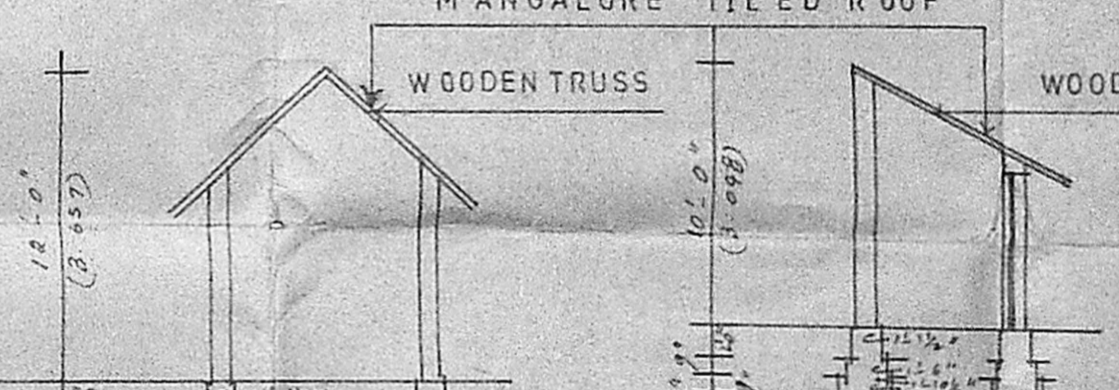 MANGALORE TILED ROOF
WOODEN TRUSS
WOOD
12'-0"
(3.657)
10'-0"
(3.048)